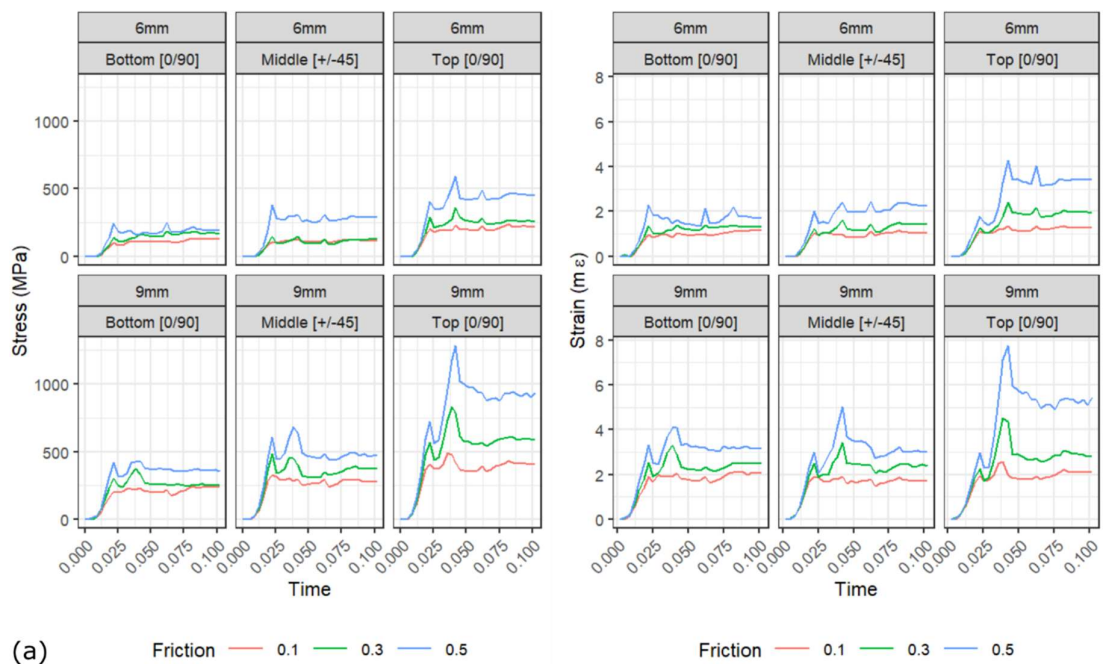 6mm 6mm 6mm
Bottom [0/90] Middle [+/-45] Top [0/90]
1000
500
0
9mm 9mm 9mm
Bottom [0/90] Middle [+/-45] Top [0/90]
1000
500
0
Stress (MPa)
0.000 0.025 0.050 0.075 0.100 0.000 0.025 0.050 0.075 0.100 0.000 0.025 0.050 0.075 0.100
Time
(a)
Friction 0.1 0.3 0.5
6mm 6mm 6mm
Bottom [0/90] Middle [+/-45] Top [0/90]
8
6
4
2
0
9mm 9mm 9mm
Bottom [0/90] Middle [+/-45] Top [0/90]
8
6
4
2
0
Strain (m ε)
0.000 0.025 0.050 0.075 0.100 0.000 0.025 0.050 0.075 0.100 0.000 0.025 0.050 0.075 0.100
Time
Friction 0.1 0.3 0.5